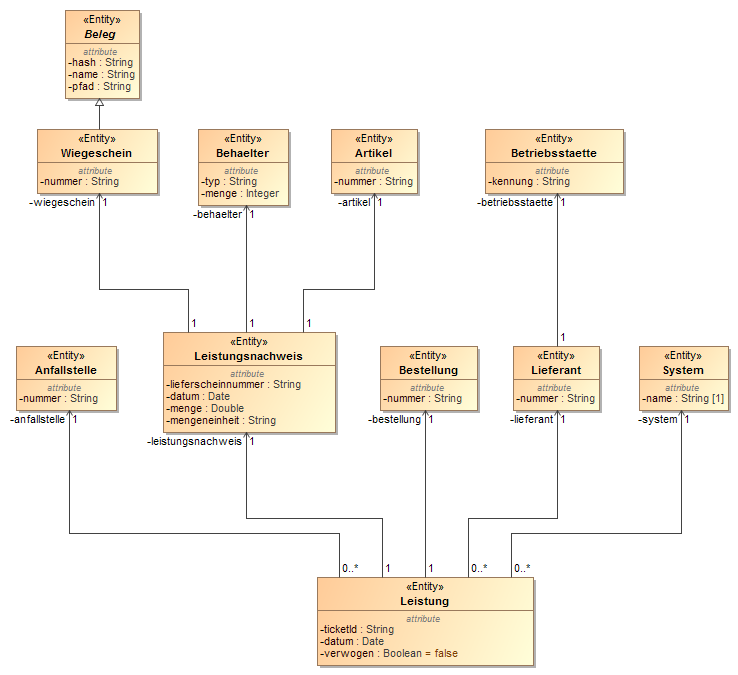 «Entity»
Beleg
attribute
-hash : String
-name : String
-pfad : String
«Entity»
Wiegeschein
attribute
-nummer : String
«Entity»
Behaelter
attribute
-typ : String
-menge : Integer
«Entity»
Artikel
attribute
-nummer : String
«Entity»
Betriebsstaette
attribute
-kennung : String
-wiegeschein 1
-behaelter 1
-artikel 1
-betriebsstaette 1
1
1
1
1
«Entity»
Anfallstelle
attribute
-nummer : String
«Entity»
Leistungsnachweis
attribute
-lieferscheinnummer : String
-datum : Date
-menge : Double
-mengeneinheit : String
«Entity»
Bestellung
attribute
-nummer : String
«Entity»
Lieferant
attribute
-nummer : String
«Entity»
System
attribute
-name : String [1]
-anfallstelle 1
-leistungsnachweis 1
-bestellung 1
-lieferant 1
-system 1
0..*
1
1
0..*
0..*
«Entity»
Leistung
attribute
-ticketId : String
-datum : Date
-verwogen : Boolean = false